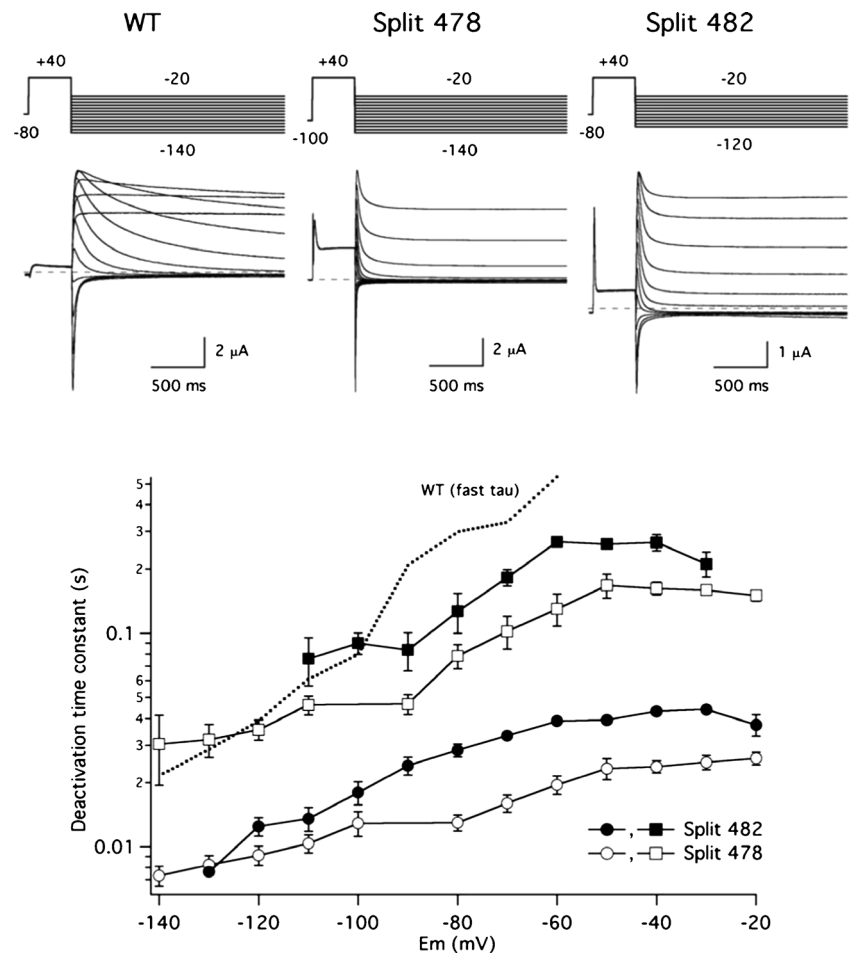 WT
Split 478
Split 482
+40
-20
-80
-140
+40
-20
-100
-140
+40
-20
-80
-120
2 μA
500 ms
2 μA
500 ms
1 μA
500 ms
Deactivation time constant (s)
5
4
3
2
0.1
6
5
4
3
2
0.01
WT (fast tau)
, Split 482
, Split 478
-140
-120
-100
-80
-60
-40
-20
Em (mV)